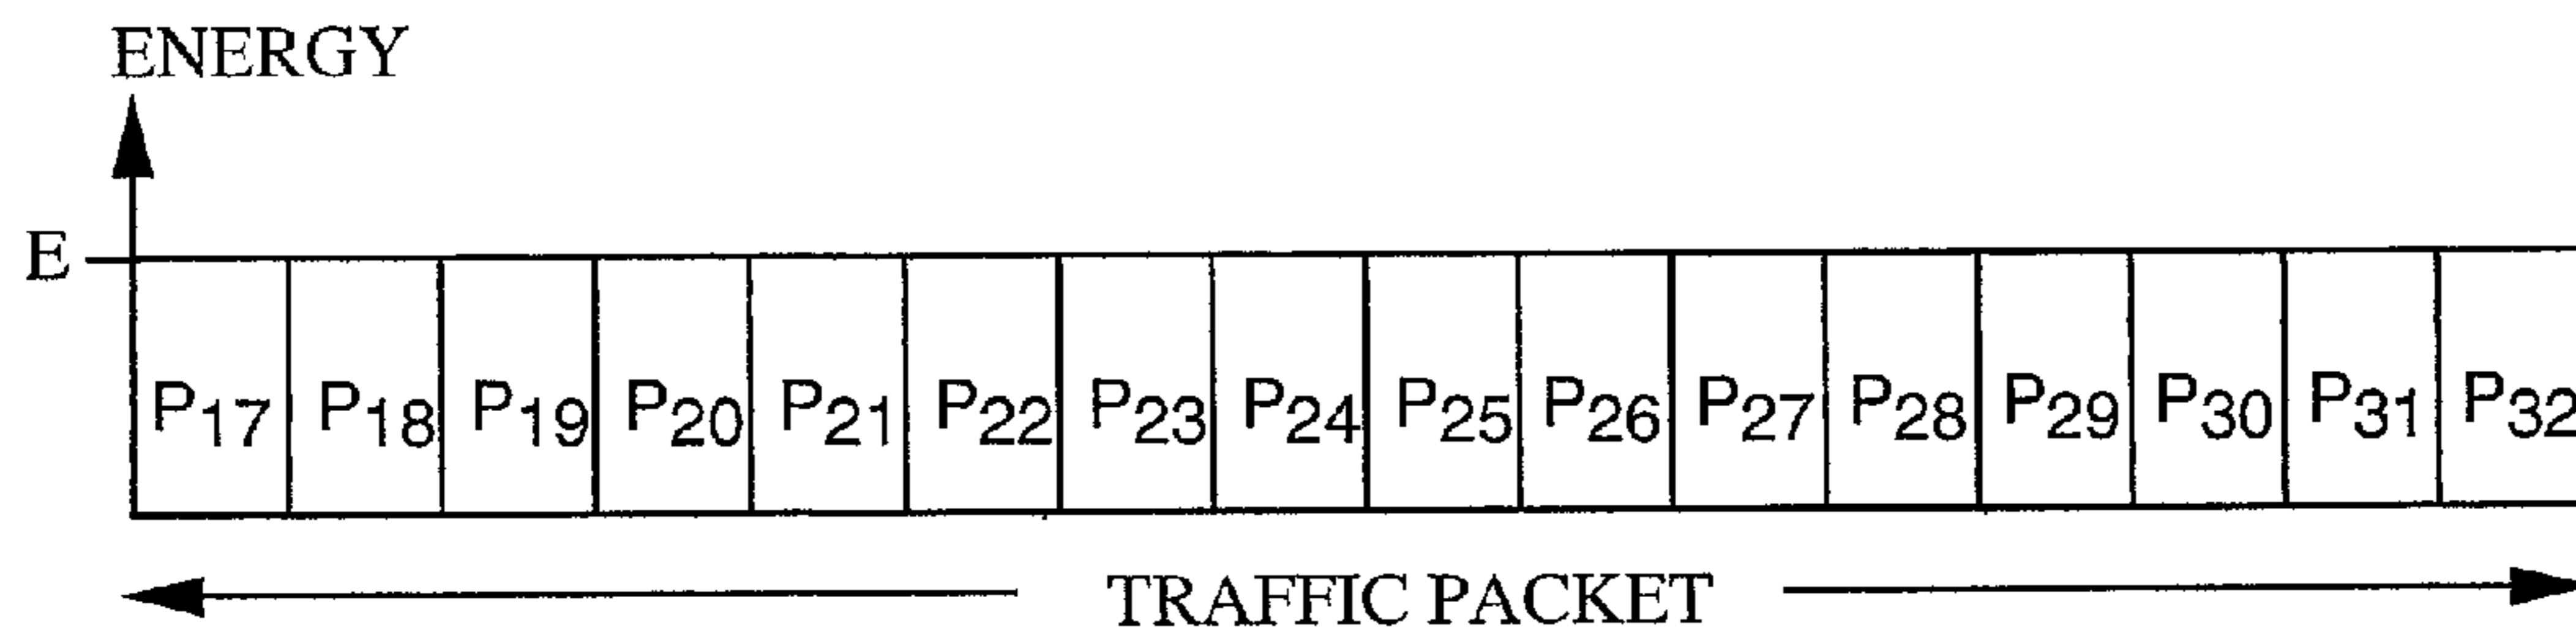 ENERGY
E
P17 P18 P19 P20 P21 P22 P23 P24 P25 P26 P27 P28 P29 P30 P31 P32
TRAFFIC PACKET